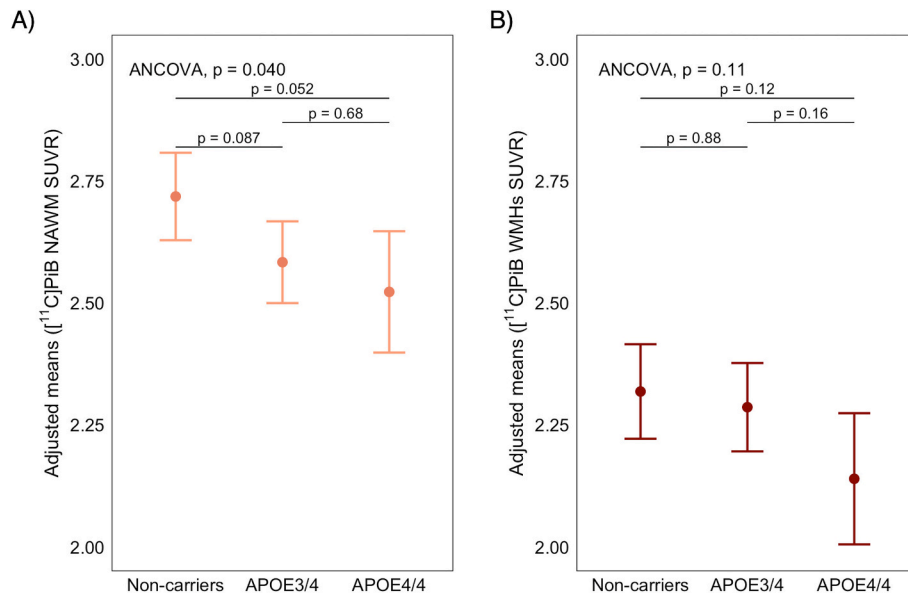 A)
Adjusted means ([¹¹C]PiB NAWM SUVR)
3.00
2.75
2.50
2.25
2.00
ANCOVA, p = 0.040
p = 0.052
p = 0.68
p = 0.087
Non-carriers APOE3/4 APOE4/4
B)
Adjusted means ([¹¹C]PiB WMHs SUVR)
3.00
2.75
2.50
2.25
2.00
ANCOVA, p = 0.11
p = 0.12
p = 0.16
p = 0.88
Non-carriers APOE3/4 APOE4/4